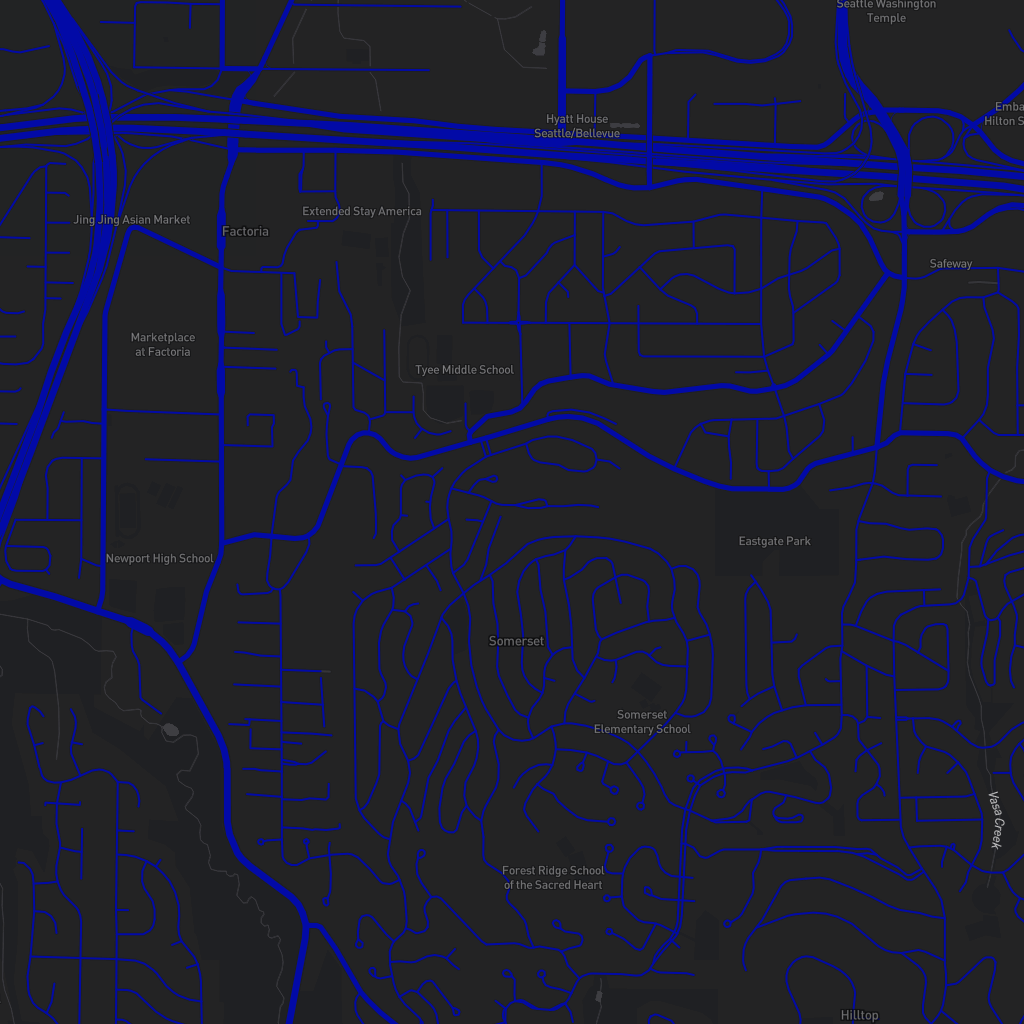 Seattle Washington
Temple
Hyatt House
Seattle/Bellevue
Emba
Hilton S
Jing Jing Asian Market
Extended Stay America
Factoria
Safeway
Marketplace
at Factoria
Tyee Middle School
Eastgate Park
Newport High School
Somerset
Somerset
Elementary School
Vasa Creek
Forest Ridge School
of the Sacred Heart
Hilltop